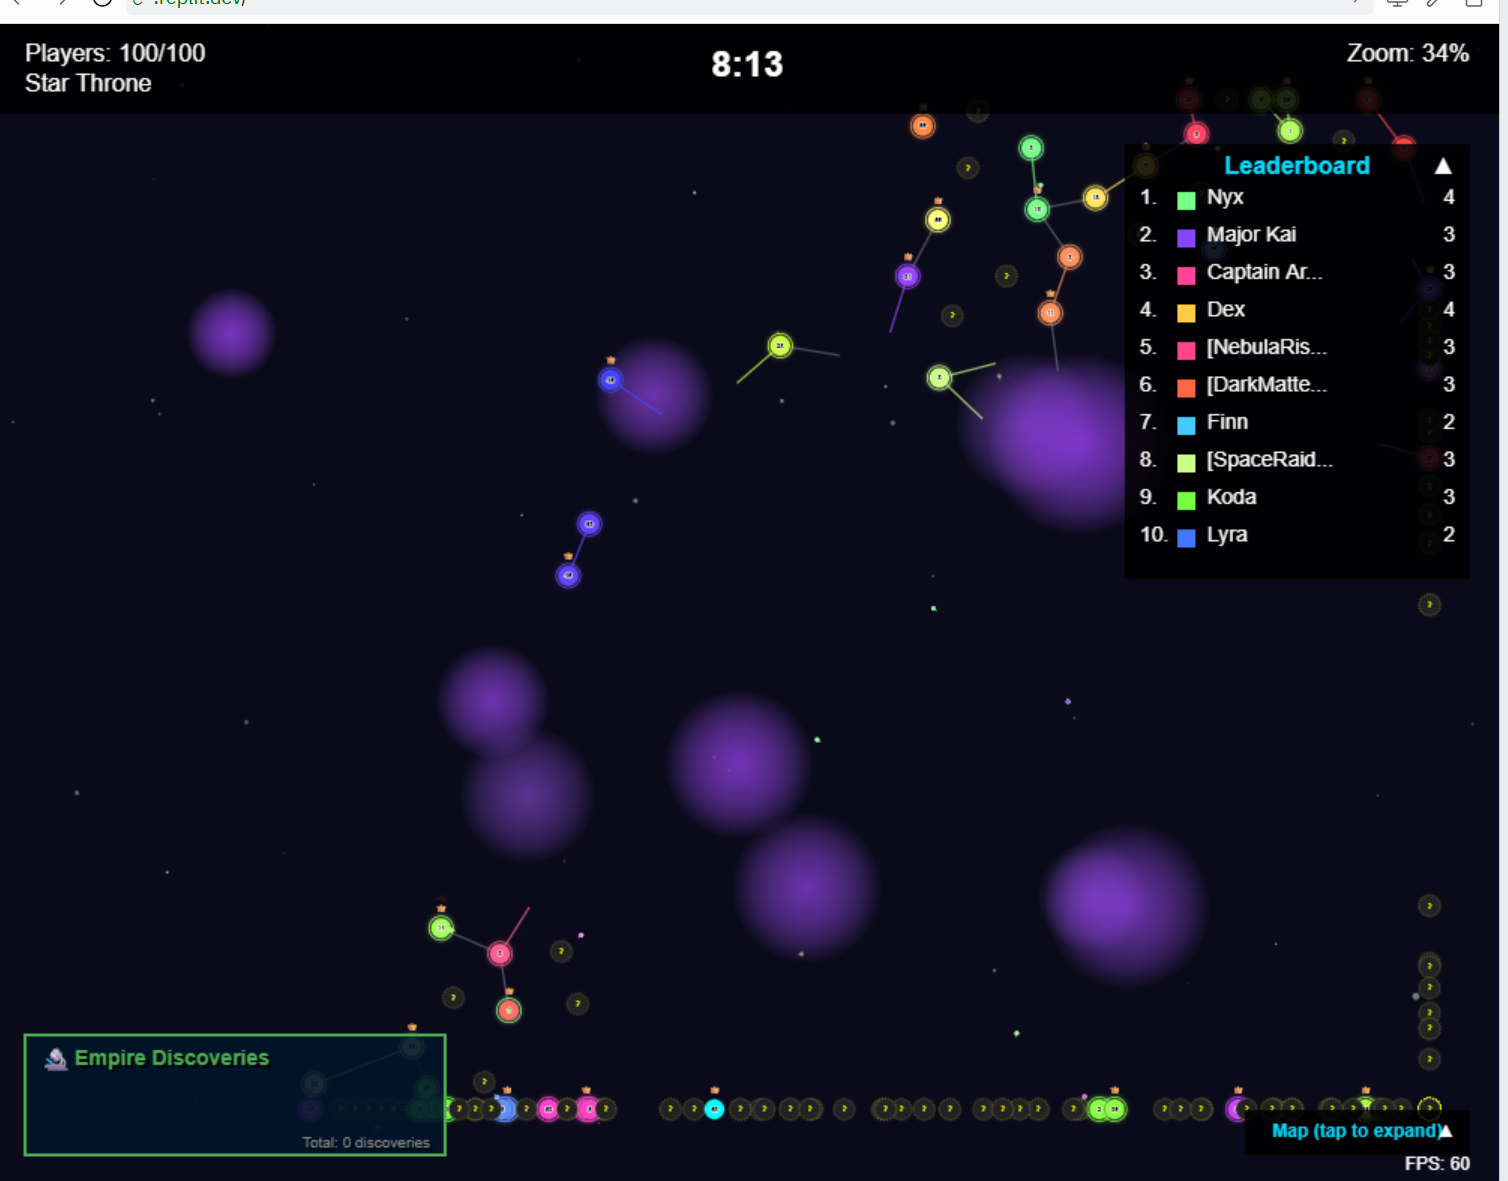 Players: 100/100
Star Throne
8:13
Zoom: 34%
Leaderboard ▲
1. Nyx 4
2. Major Kai 3
3. Captain Ar... 3
4. Dex 4
5. [NebulaRis... 3
6. [DarkMatte... 3
7. Finn 2
8. [SpaceRaid... 3
9. Koda 3
10. Lyra 2
Empire Discoveries
Total: 0 discoveries
Map (tap to expand) ▲
FPS: 60